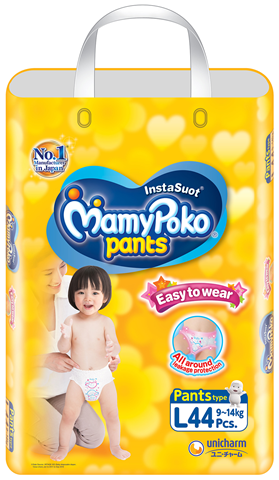 No.1
Manufacturer
in Japan
InstaSuot
MamyPoko
pants
Easy to wear
All around
leakage protection
Pants type
L44 9~14kg
Pcs.
unicharm
ユニ・チャーム